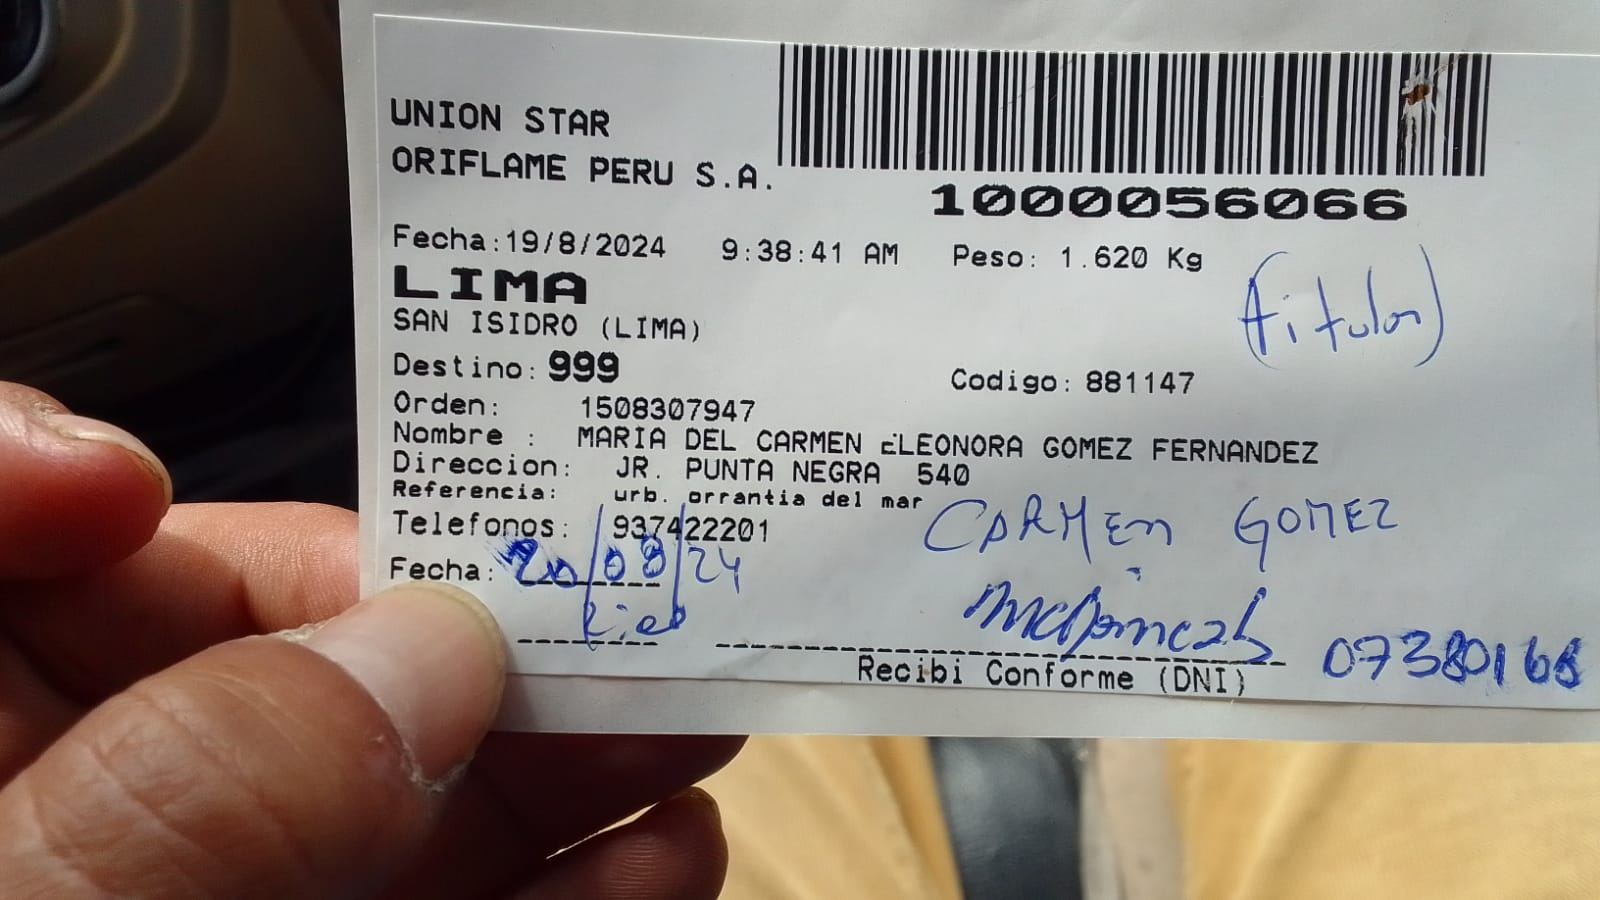 UNION STAR
ORIFLAME PERU S.A.
1000056066
Fecha:19/8/2024 9:38:41 AM Peso: 1.620 Kg
LIMA
(titular)
SAN ISIDRO (LIMA)
Destino: 999 Codigo: 881147
Orden: 1508307947
Nombre : MARIA DEL CARMEN ELEONORA GOMEZ FERNANDEZ
Direccion: JR. PUNTA NEGRA 540
Referencia: urb. orrantia del mar
Telefonos: 937422201
CARMEN GOMEZ
Fecha: 20/08/24
07380168
Recibi Conforme (DNI)